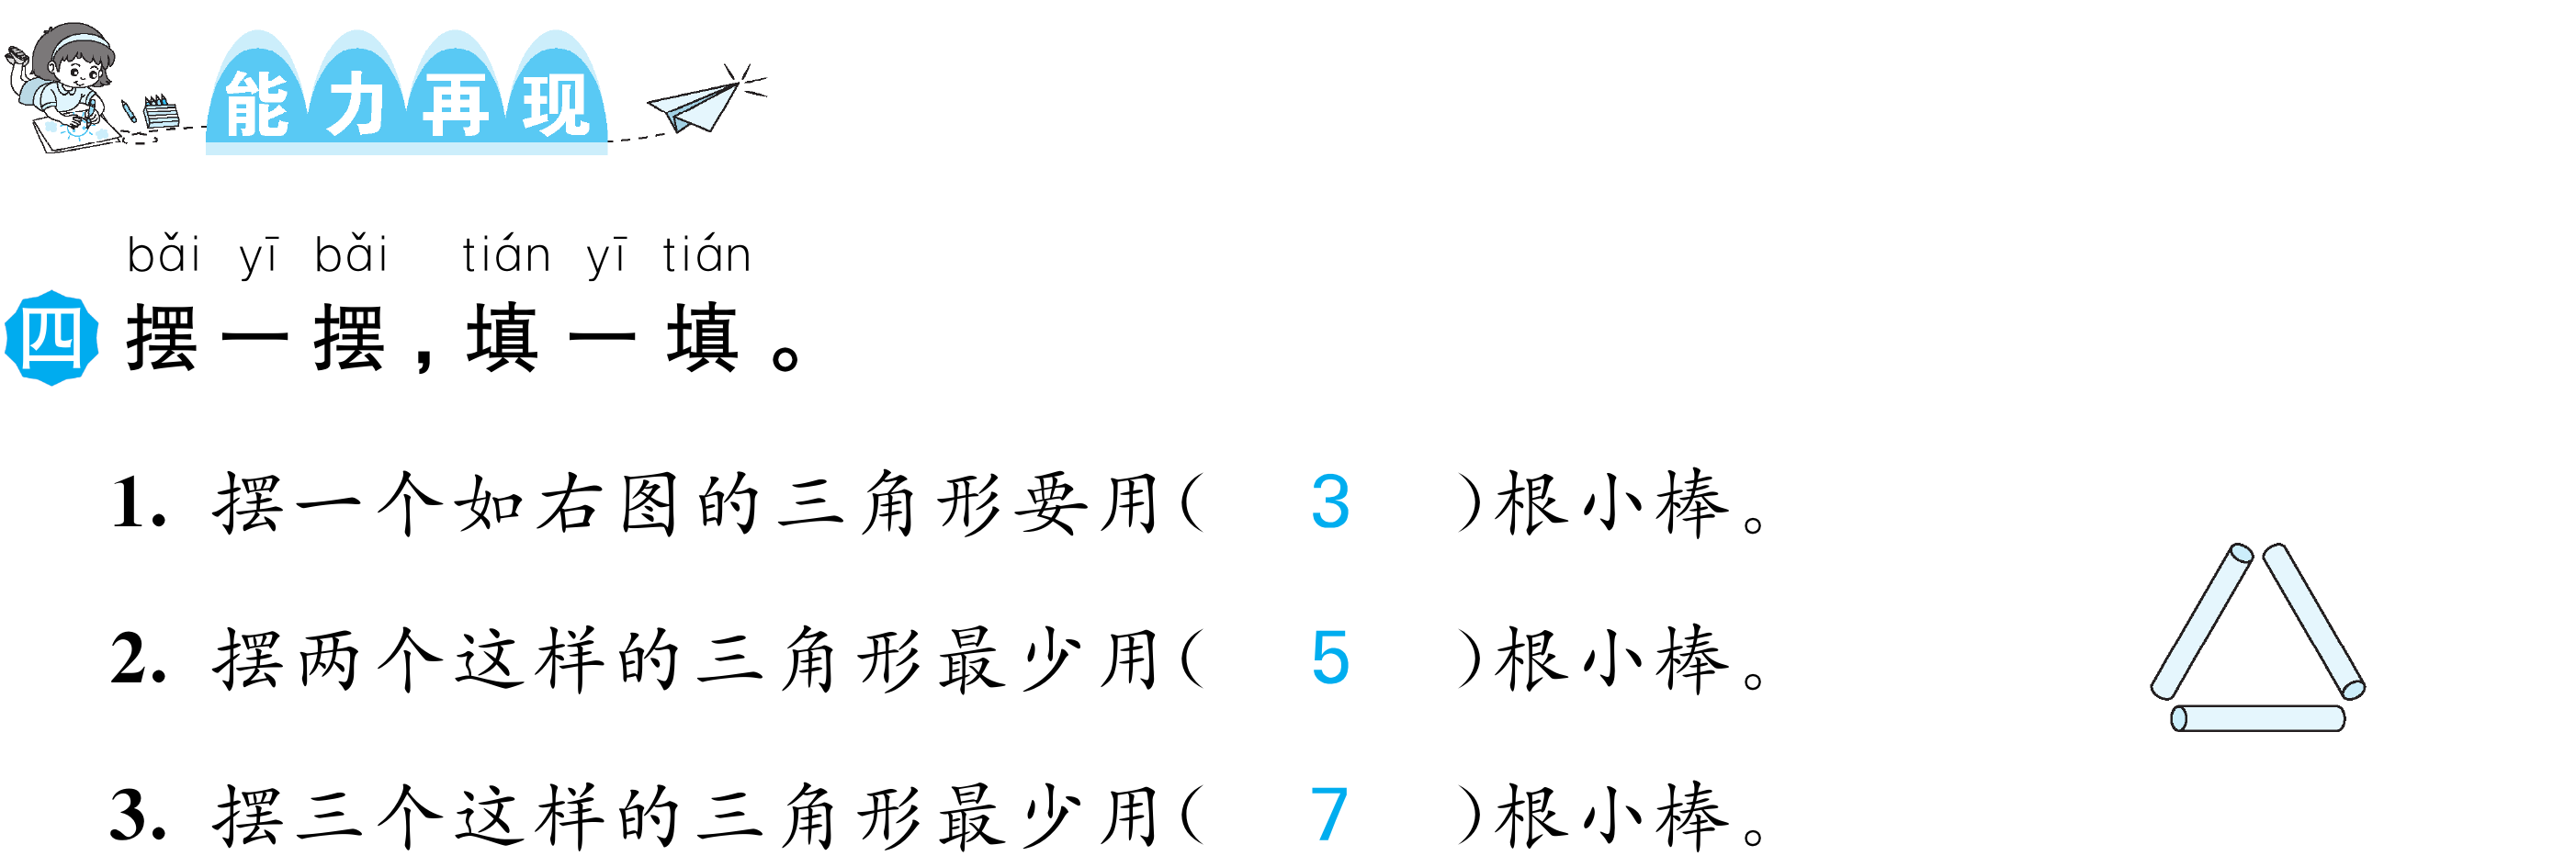 能力再现
bǎi yī bǎi tián yī tián
四 摆一摆,填一填。
1. 摆一个如右图的三角形要用( 3 )根小棒。
2. 摆两个这样的三角形最少用( 5 )根小棒。
3. 摆三个这样的三角形最少用( 7 )根小棒。